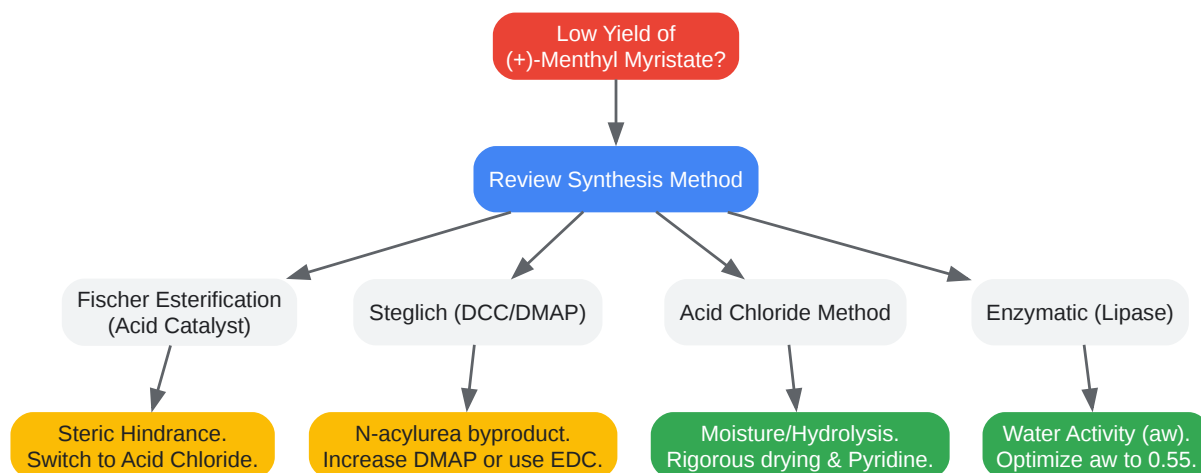 Low Yield of
(+)-Menthyl Myristate?
Review Synthesis Method
Fischer Esterification
(Acid Catalyst)
Steglich (DCC/DMAP)
Acid Chloride Method
Enzymatic (Lipase)
Steric Hindrance.
Switch to Acid Chloride.
N-acylurea byproduct.
Increase DMAP or use EDC.
Moisture/Hydrolysis.
Rigorous drying & Pyridine.
Water Activity (aw).
Optimize aw to 0.55.